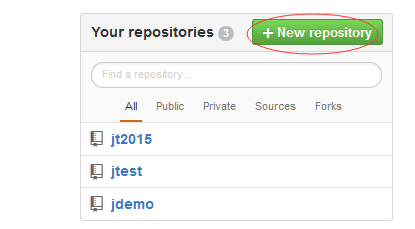 Your repositories 3 + New repository
Find a repository...
All Public Private Sources Forks
jt2015
jtest
jdemo